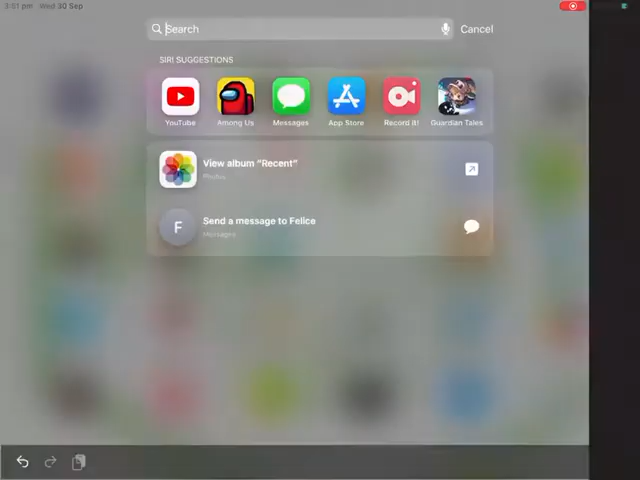 3:51 pm Wed 30 Sep
Search
Cancel
SIRI SUGGESTIONS
YouTube
Among Us
Messages
App Store
Record it!
Guardian Tales
View album “Recent”
Photos
F
Send a message to Felice
Messages